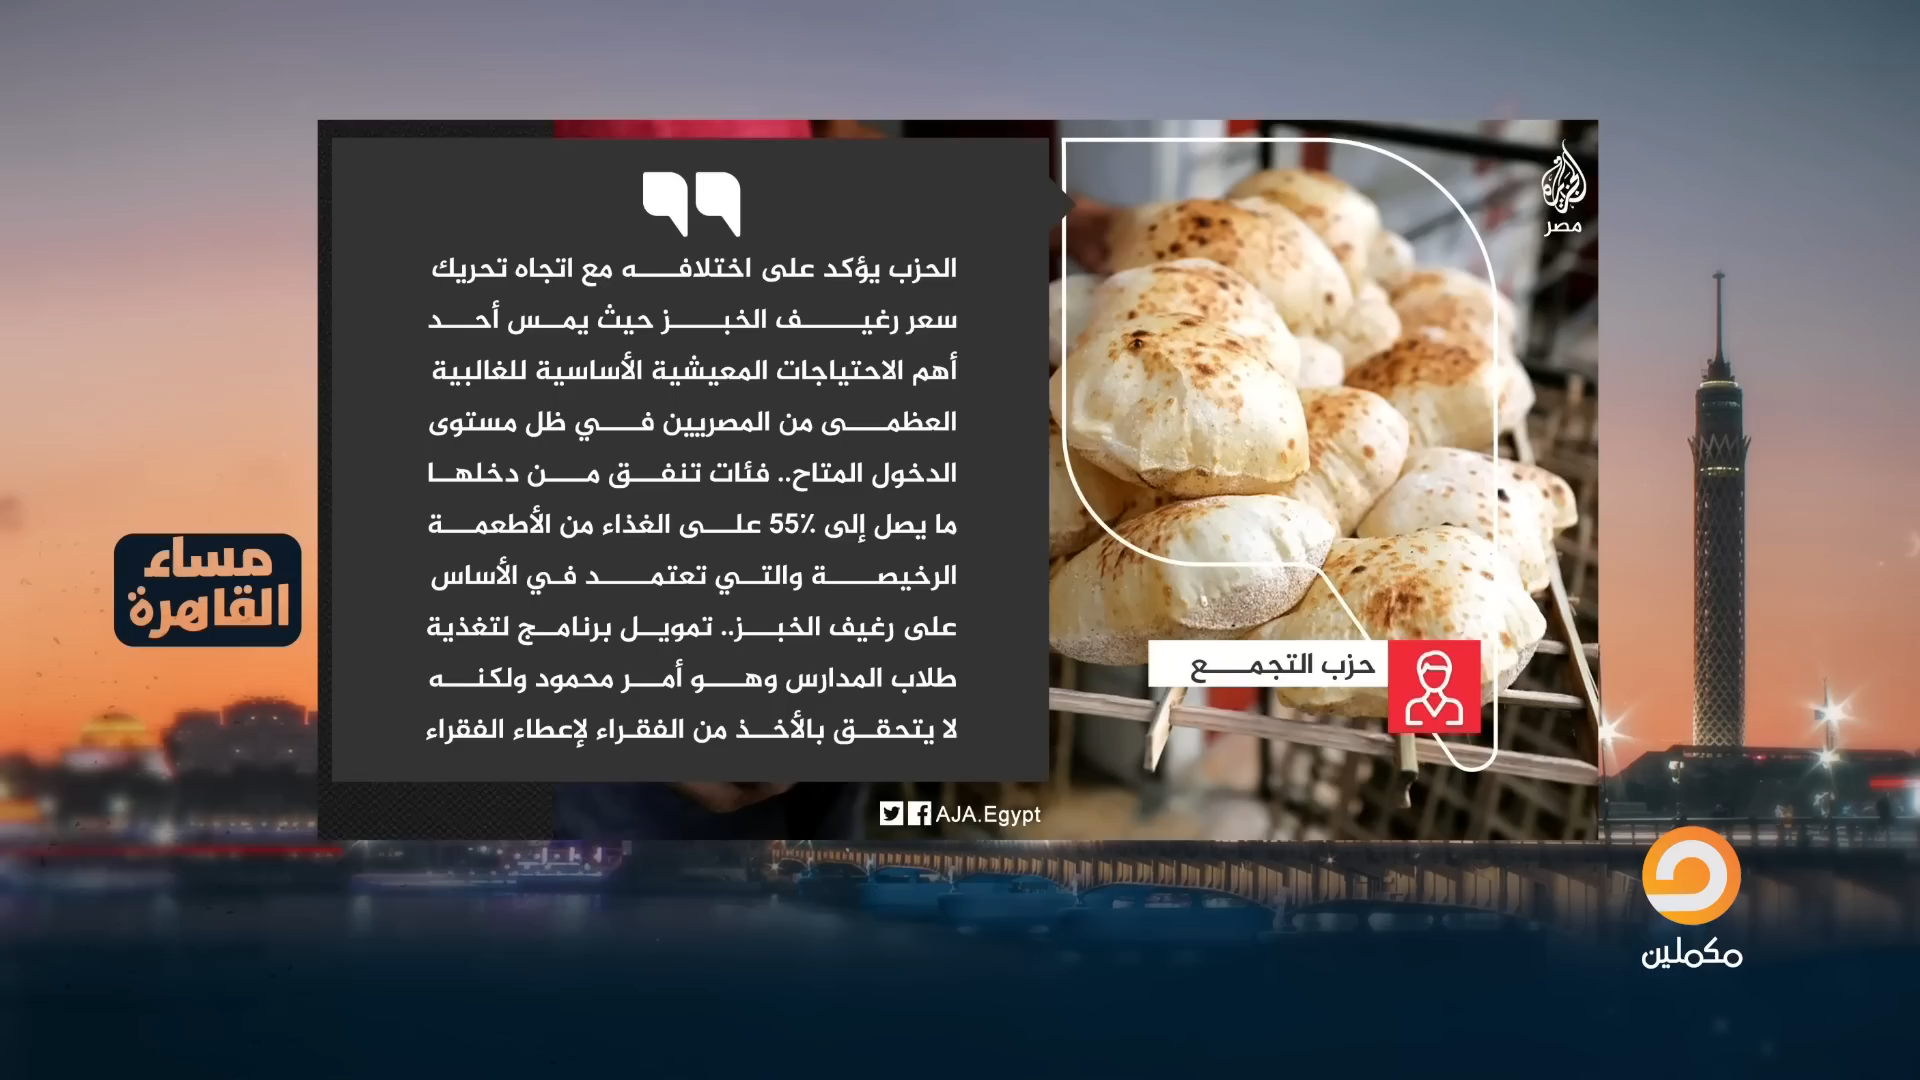 الحزب يؤكد على اختلافه مع اتجاه تحريك
سعر رغيف الخبز حيث يمس أحد
أهم الاحتياجات المعيشية الأساسية للغالبية
العظمى من المصريين في ظل مستوى
الدخول المتاح.. فئات تنفق من دخلها
ما يصل إلى 55٪ على الغذاء من الأطعمة
الرخيصة والتي تعتمد في الأساس
على رغيف الخبز.. تمويل برنامج لتغذية
طلاب المدارس وهو أمر محمود ولكنه
لا يتحقق بالأخذ من الفقراء لإعطاء الفقراء
حزب التجمع
الجزيرة
مصر
AJA.Egypt
مساء
القاهرة
مكملين